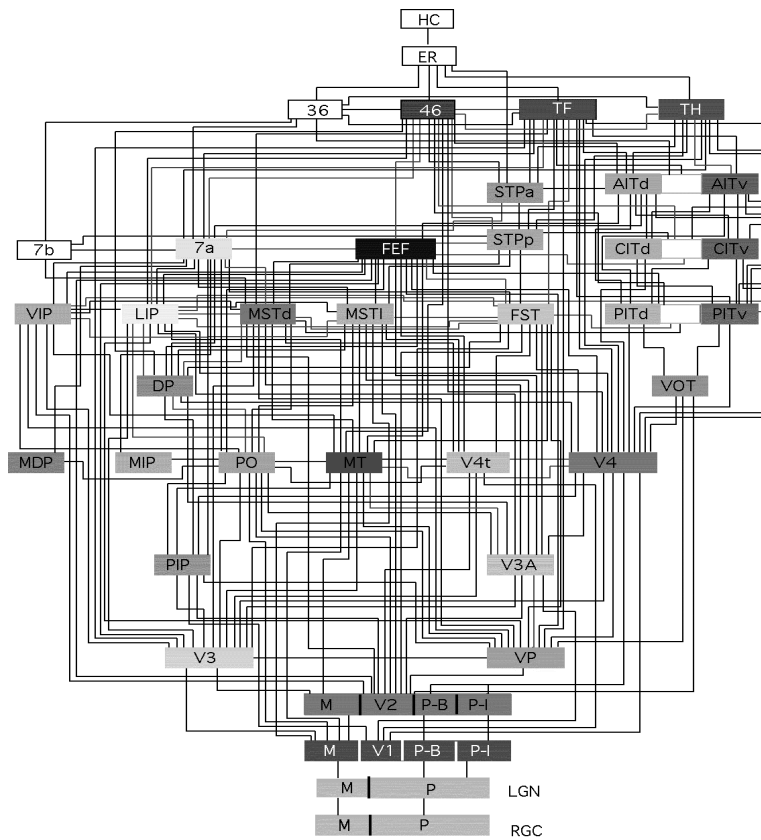 HC
ER
36 46 TF TH
STPa AITd AITv
7b 7a FEF STPp CITd CITv
VIP LIP MSTd MSTl FST PITd PITv
DP VOT
MDP MIP PO MT V4t V4
PIP V3A
V3 VP
M V2 P-B P-I
M V1 P-B P-I
M P LGN
M P RGC